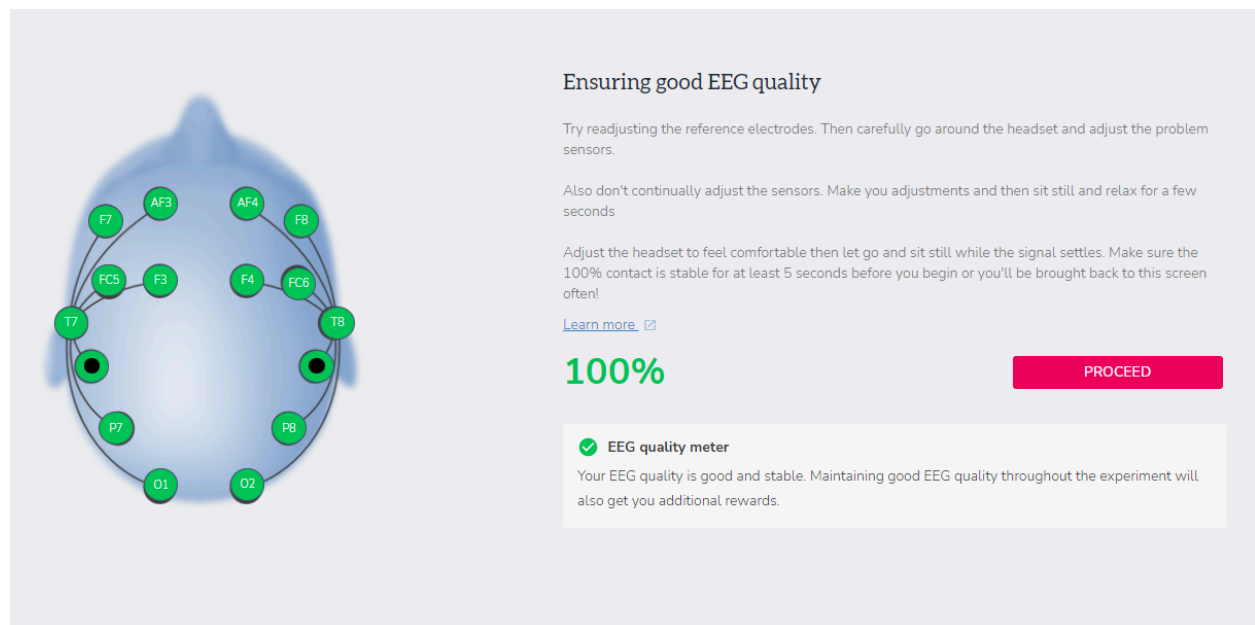 Ensuring good EEG quality
Try readjusting the reference electrodes. Then carefully go around the headset and adjust the problem
sensors.
Also don't continually adjust the sensors. Make you adjustments and then sit still and relax for a few
seconds
Adjust the headset to feel comfortable then let go and sit still while the signal settles. Make sure the
100% contact is stable for at least 5 seconds before you begin or you'll be brought back to this screen
often!
Learn more
100%
PROCEED
EEG quality meter
Your EEG quality is good and stable. Maintaining good EEG quality throughout the experiment will
also get you additional rewards.
AF3 AF4
F7 F8
FC5 F3 F4 FC6
T7 T8
P7 P8
O1 O2